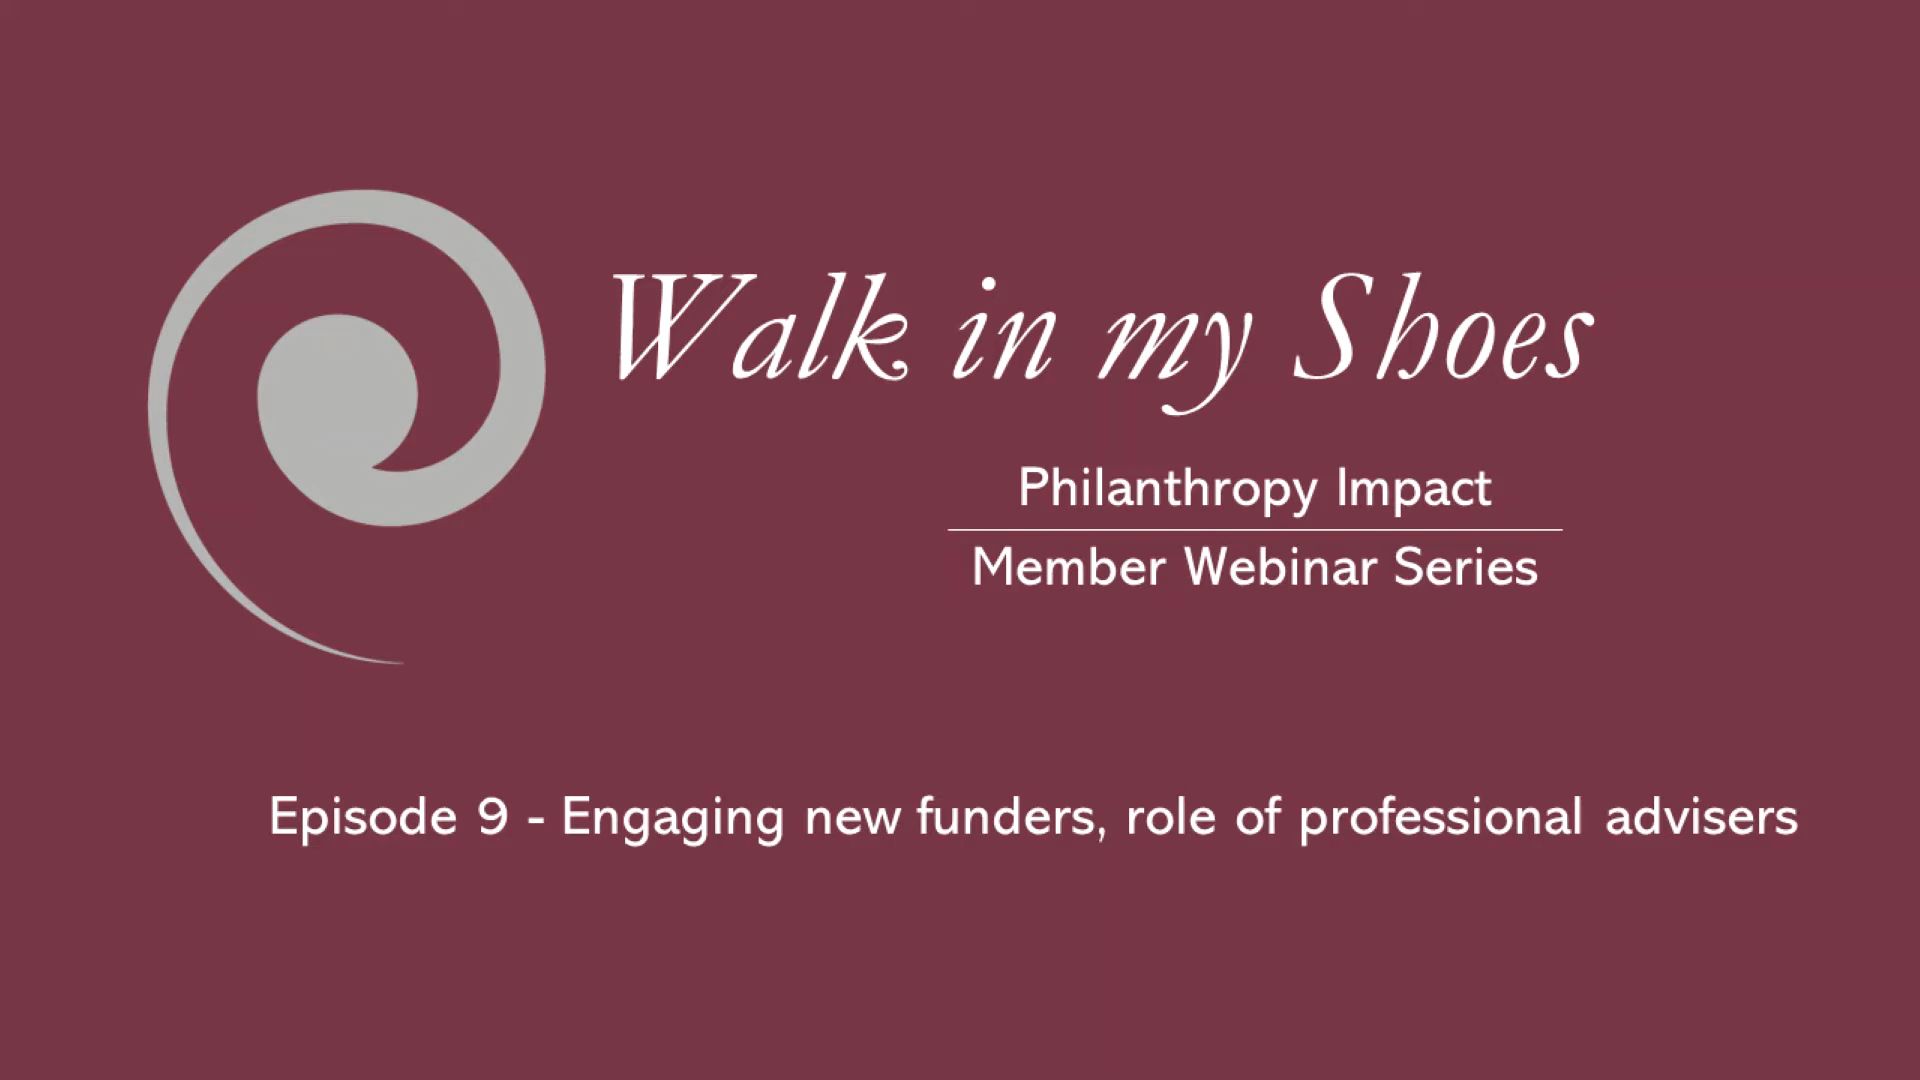 Walk in my Shoes
Philanthropy Impact
Member Webinar Series
Episode 9 - Engaging new funders, role of professional advisers